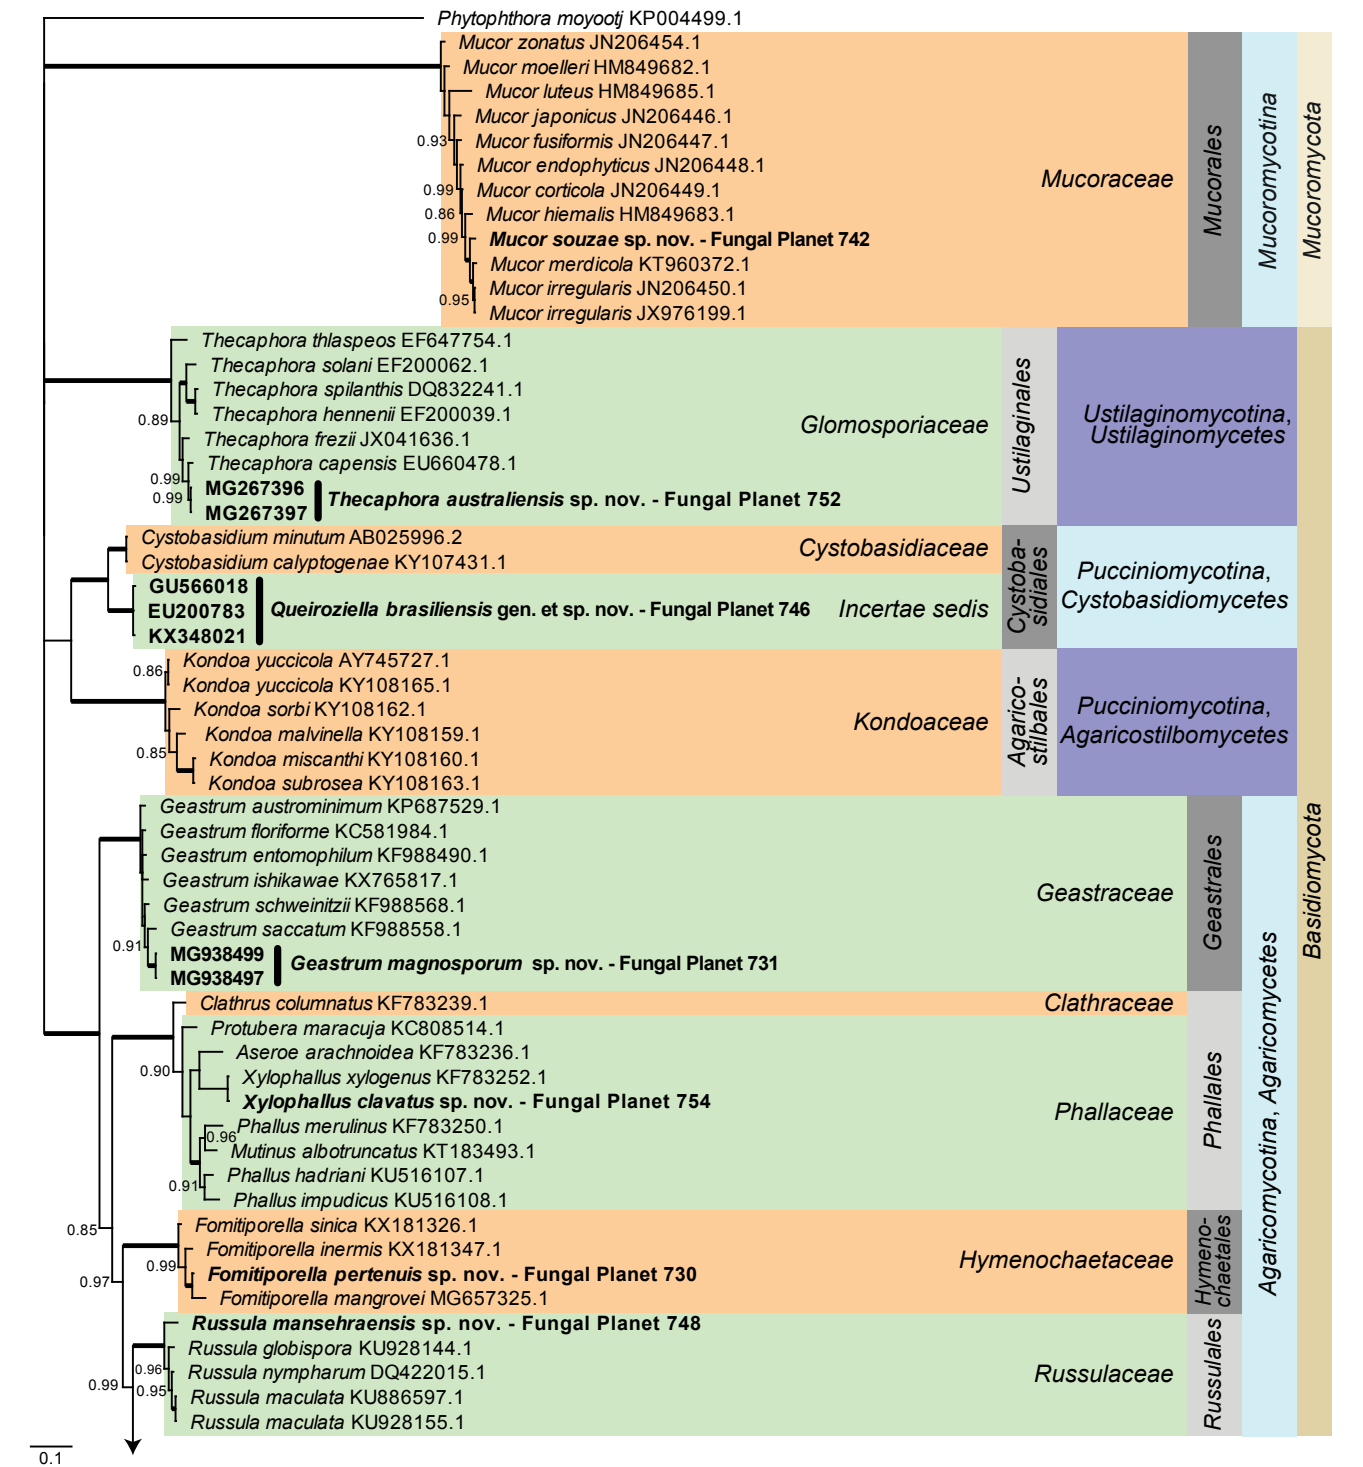 Phytophthora moyootj KP004499.1
Mucor zonatus JN206454.1
Mucor moelleri HM849682.1
Mucor luteus HM849685.1
Mucor japonicus JN206446.1
0.93
Mucor fusiformis JN206447.1
Mucor endophyticus JN206448.1
0.99
Mucor corticola JN206449.1
0.86
Mucor hiemalis HM849683.1
0.99
Mucor souzae sp. nov. - Fungal Planet 742
Mucor merdicola KT960372.1
Mucor irregularis JN206450.1
0.95
Mucor irregularis JX976199.1
Mucoraceae
Mucorales
Mucoromycotina
Mucoromycota
Thecaphora thlaspeos EF647754.1
Thecaphora solani EF200062.1
Thecaphora spilanthis DQ832241.1
Thecaphora hennenii EF200039.1
0.89
Thecaphora frezii JX041636.1
Thecaphora capensis EU660478.1
0.99
MG267396
0.99
MG267397
Thecaphora australiensis sp. nov. - Fungal Planet 752
Glomosporiaceae
Ustilaginales
Ustilaginomycotina,
Ustilaginomycetes
Cystobasidium minutum AB025996.2
Cystobasidium calyptogenae KY107431.1
Cystobasidiaceae
GU566018
EU200783
KX348021
Queiroziella brasiliensis gen. et sp. nov. - Fungal Planet 746
Incertae sedis
Cystoba-
sidiales
Pucciniomycotina,
Cystobasidiomycetes
Kondoa yuccicola AY745727.1
0.86
Kondoa yuccicola KY108165.1
Kondoa sorbi KY108162.1
Kondoa malvinella KY108159.1
0.85
Kondoa miscanthi KY108160.1
Kondoa subrosea KY108163.1
Kondoaceae
Agarico-
stilbales
Pucciniomycotina,
Agaricostilbomycetes
Geastrum austrominimum KP687529.1
Geastrum floriforme KC581984.1
Geastrum entomophilum KF988490.1
Geastrum ishikawae KX765817.1
Geastrum schweinitzii KF988568.1
Geastrum saccatum KF988558.1
0.91
MG938499
MG938497
Geastrum magnosporum sp. nov. - Fungal Planet 731
Geastraceae
Geastrales
Basidiomycota
Clathrus columnatus KF783239.1
Clathraceae
Protubera maracuja KC808514.1
Aseroe arachnoidea KF783236.1
0.90
Xylophallus xylogenus KF783252.1
Xylophallus clavatus sp. nov. - Fungal Planet 754
Phallus merulinus KF783250.1
0.96
Mutinus albotruncatus KT183493.1
Phallus hadriani KU516107.1
0.91
Phallus impudicus KU516108.1
Phallaceae
Phallales
Agaricomycotina, Agaricomycetes
0.85
Fomitiporella sinica KX181326.1
Fomitiporella inermis KX181347.1
0.99
Fomitiporella pertenuis sp. nov. - Fungal Planet 730
0.97
Fomitiporella mangrovei MG657325.1
Hymenochaetaceae
Hymeno-
chaetales
Russula mansehraensis sp. nov. - Fungal Planet 748
Russula globispora KU928144.1
0.96
Russula nympharum DQ422015.1
0.99
0.95
Russula maculata KU886597.1
Russula maculata KU928155.1
Russulaceae
Russulales
0.1